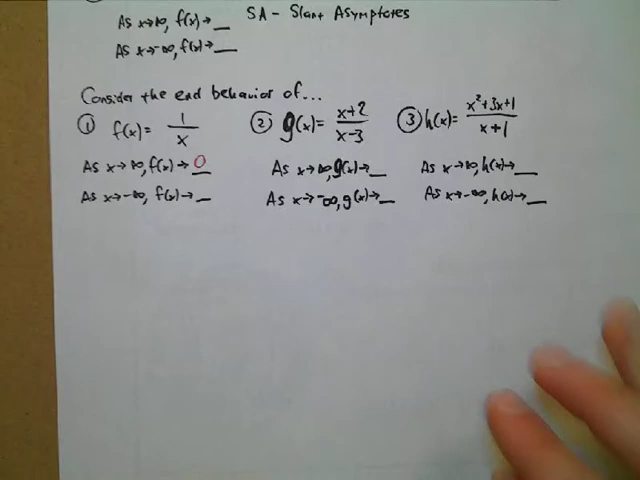 As x→∞, f(x)→__ SA - Slant Asymptotes
As x→-∞, f(x)→__
Consider the end behavior of...
① f(x)= 1/x ② g(x)= x+2/x-3 ③ h(x)= x²+3x+1/x+1
As x→∞, f(x)→0 As x→∞, g(x)→__ As x→∞, h(x)→__
As x→-∞, f(x)→__ As x→-∞, g(x)→__ As x→-∞, h(x)→__